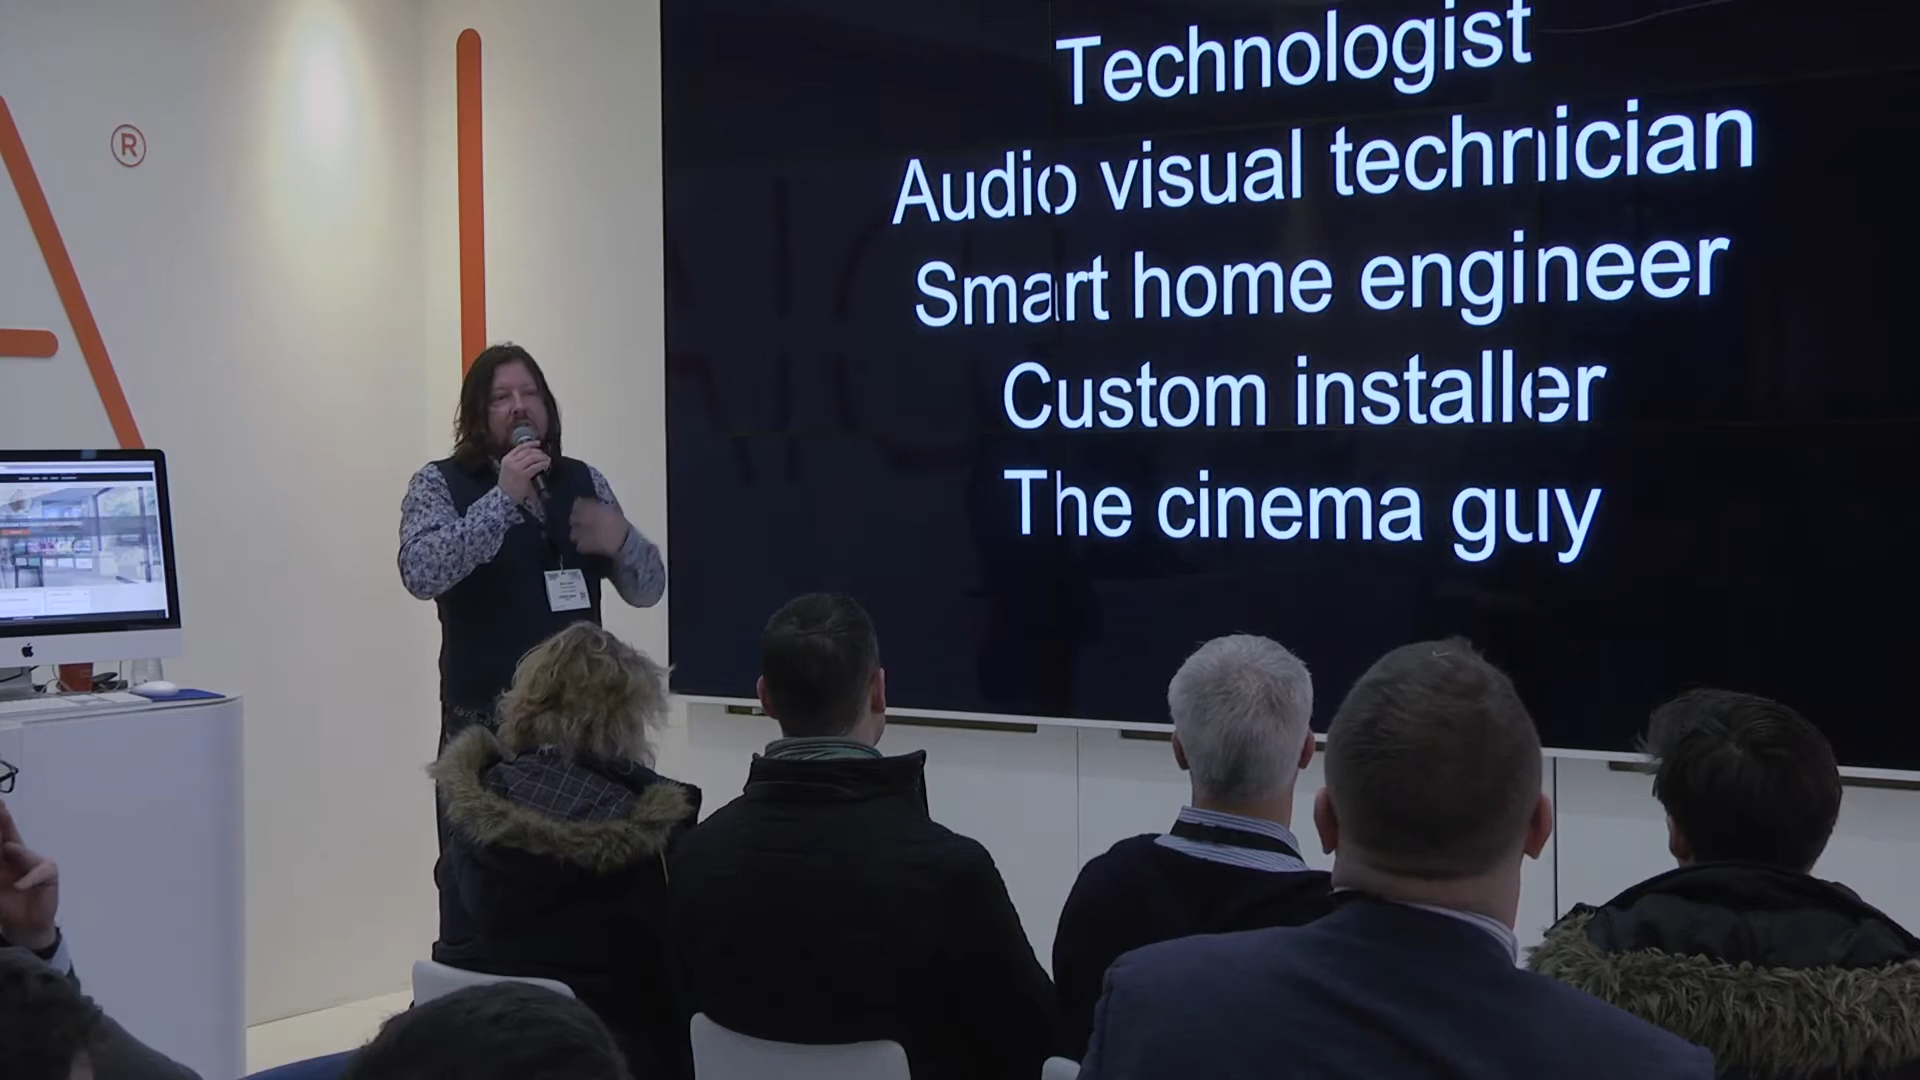 Technologist
Audio visual technician
Smart home engineer
Custom installer
The cinema guy
A
®